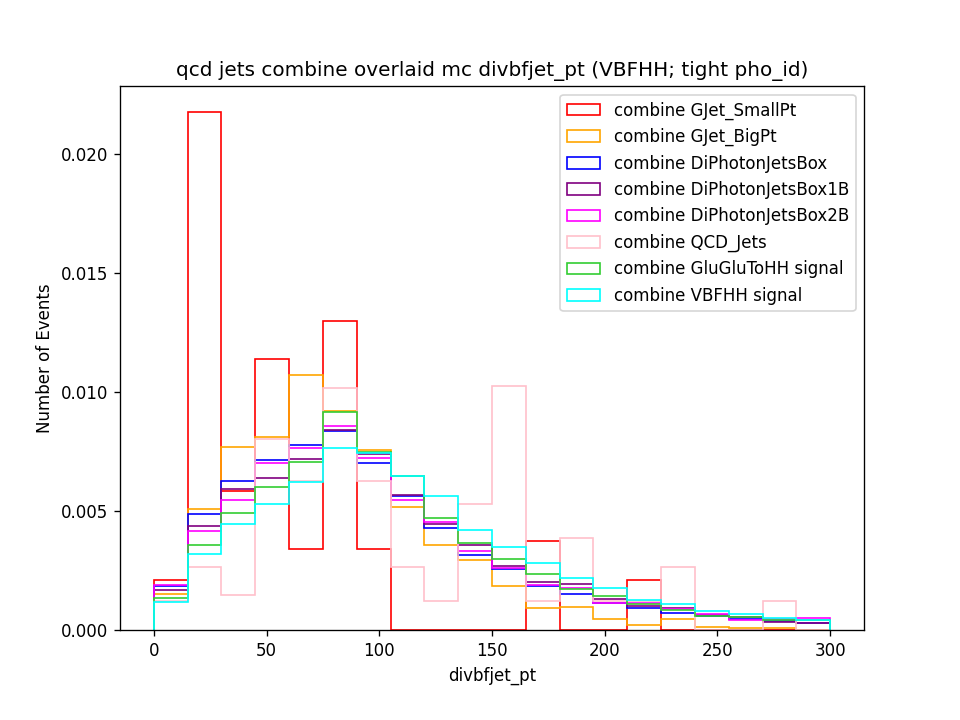 qcd jets combine overlaid mc divbfjet_pt (VBFHH; tight pho_id)
combine GJet_SmallPt
combine GJet_BigPt
combine DiPhotonJetsBox
combine DiPhotonJetsBox1B
combine DiPhotonJetsBox2B
combine QCD_Jets
combine GluGluToHH signal
combine VBFHH signal
Number of Events
0.020
0.015
0.010
0.005
0.000
0 50 100 150 200 250 300
divbfjet_pt